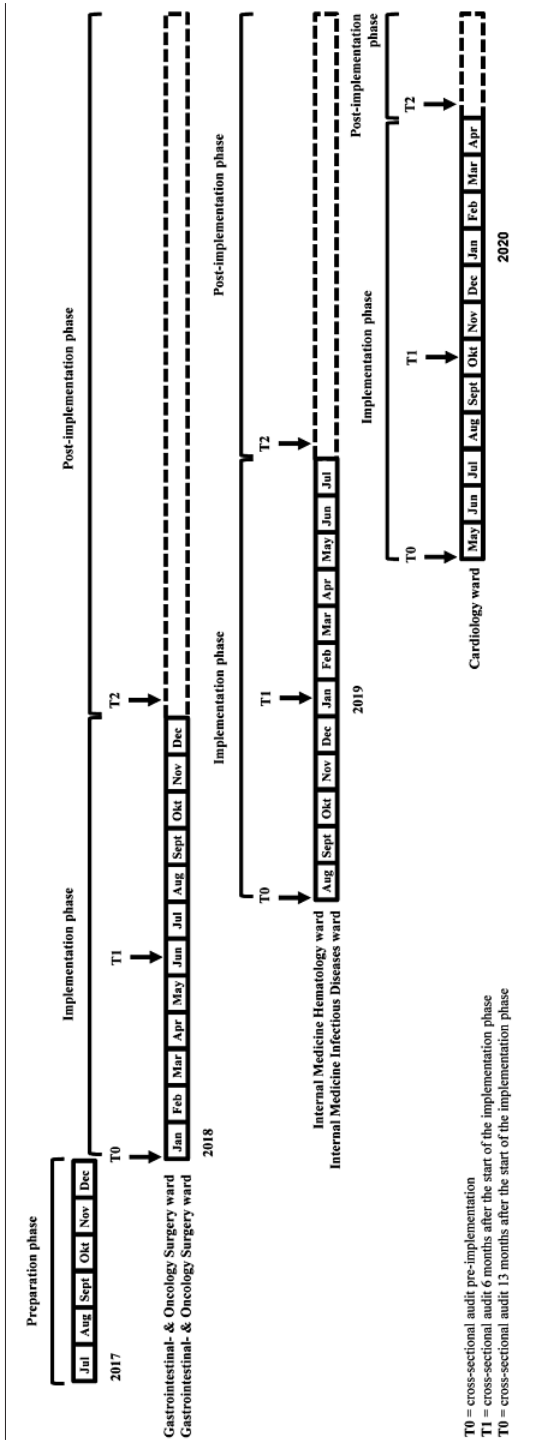 Preparation phase
Jul Aug Sept Okt Nov Dec
2017
Implementation phase
Post-implementation phase
T0
T1
T2
Gastrointestinal- & Oncology Surgery ward
Gastrointestinal- & Oncology Surgery ward
Jan Feb Mar Apr May Jun Jul Aug Sept Okt Nov Dec
2018
Implementation phase
Post-implementation phase
T0
T1
T2
Internal Medicine Hematology ward
Internal Medicine Infectious Diseases ward
Aug Sept Okt Nov Dec Jan Feb Mar Apr May Jun Jul
2019
Implementation phase
Post-implementation
phase
T0
T1
T2
Cardiology ward
May Jun Jul Aug Sept Okt Nov Dec Jan Feb Mar Apr
2020
T0 = cross-sectional audit pre-implementation
T1 = cross-sectional audit 6 months after the start of the implementation phase
T0 = cross-sectional audit 13 months after the start of the implementation phase